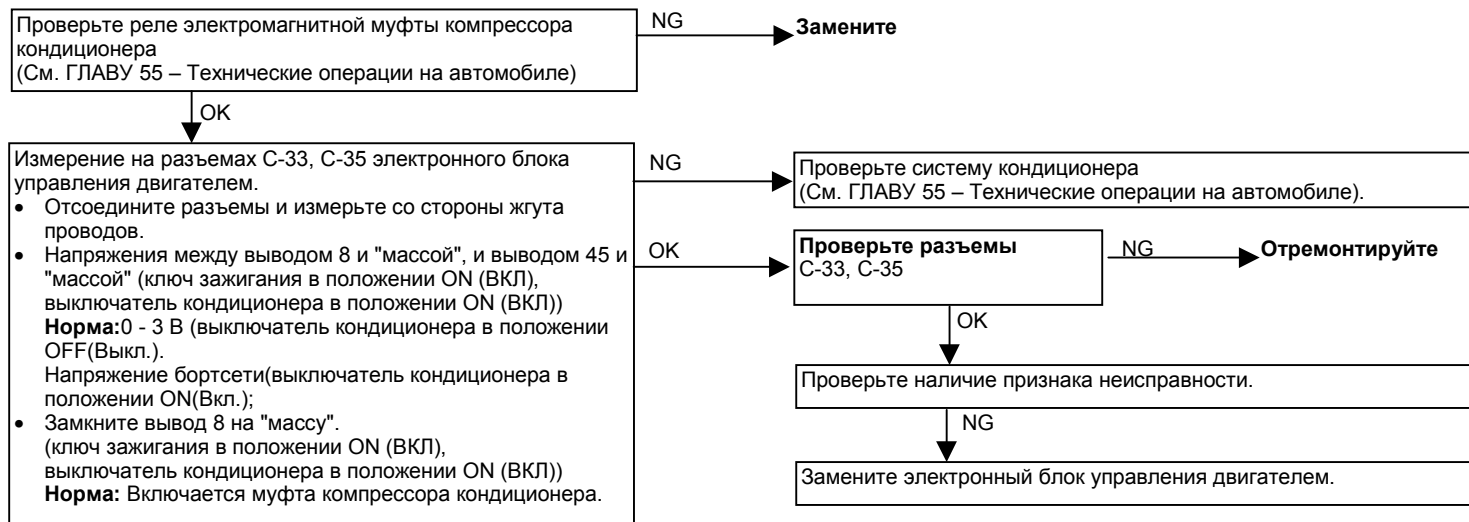 Проверьте реле электромагнитной муфты компрессора
кондиционера
(См. ГЛАВУ 55 – Технические операции на автомобиле)
NG
Замените
OK
Измерение на разъемах C-33, C-35 электронного блока
управления двигателем.
• Отсоедините разъемы и измерьте со стороны жгута
проводов.
• Напряжения между выводом 8 и "массой", и выводом 45 и
"массой" (ключ зажигания в положении ON (ВКЛ),
выключатель кондиционера в положении ON (ВКЛ))
Норма:0 - 3 В (выключатель кондиционера в положении
OFF(Выкл.).
Напряжение бортсети(выключатель кондиционера в
положении ON(Вкл.);
• Замкните вывод 8 на "массу".
(ключ зажигания в положении ON (ВКЛ),
выключатель кондиционера в положении ON (ВКЛ))
Норма: Включается муфта компрессора кондиционера.
NG
Проверьте систему кондиционера
(См. ГЛАВУ 55 – Технические операции на автомобиле).
OK
Проверьте разъемы
C-33, C-35
NG
Отремонтируйте
OK
Проверьте наличие признака неисправности.
NG
Замените электронный блок управления двигателем.